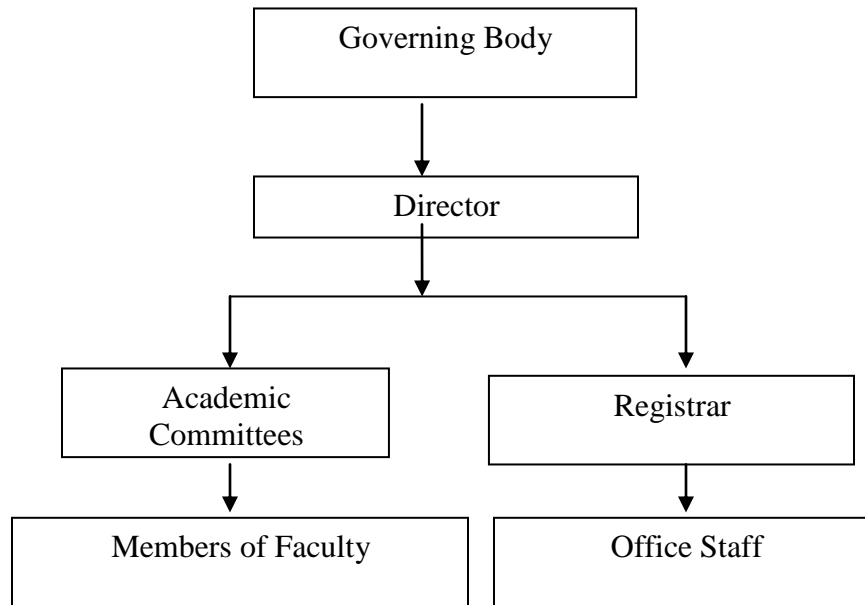 Governing Body
Director
Academic
Committees
Registrar
Members of Faculty
Office Staff